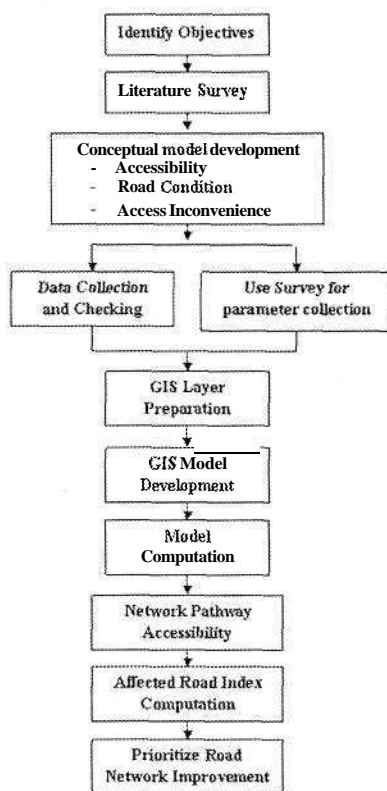 Identify Objectives
Literature Survey
Conceptual model development
- Accessibility
- Road Condition
- Access Inconvenience
Data Collection
and Checking
Use Survey for
parameter collection
GIS Layer
Preparation
GIS Model
Development
Model
Computation
Network Pathway
Accessibility
Affected Road Index
Computation
Prioritize Road
Network Improvement